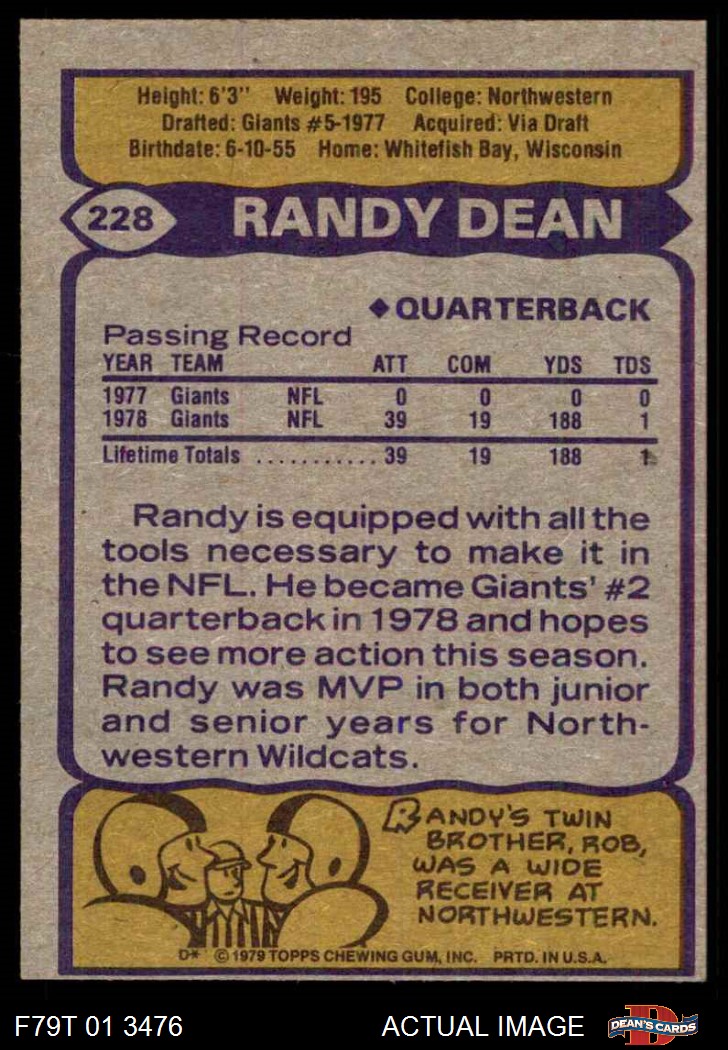 Height: 6'3" Weight: 195 College: Northwestern
Drafted: Giants #5-1977 Acquired: Via Draft
Birthdate: 6-10-55 Home: Whitefish Bay, Wisconsin
228 RANDY DEAN
◆QUARTERBACK
Passing Record
YEAR TEAM ATT COM YDS TDS
1977 Giants NFL 0 0 0 0
1978 Giants NFL 39 19 188 1
Lifetime Totals ............ 39 19 188 1
Randy is equipped with all the
tools necessary to make it in
the NFL. He became Giants' #2
quarterback in 1978 and hopes
to see more action this season.
Randy was MVP in both junior
and senior years for North-
western Wildcats.
RANDY'S TWIN
BROTHER, ROB,
WAS A WIDE
RECEIVER AT
NORTHWESTERN.
D* © 1979 TOPPS CHEWING GUM, INC. PRTD. IN U.S.A.
F79T 01 3476 ACTUAL IMAGE D DEAN'S CARDS